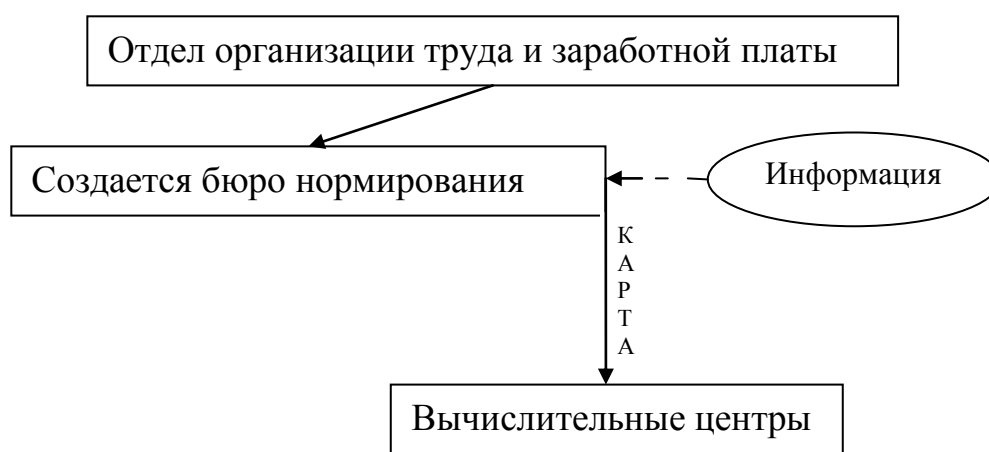 Отдел организации труда и заработной платы
Создается бюро нормирования
Информация
К
А
Р
Т
А
Вычислительные центры